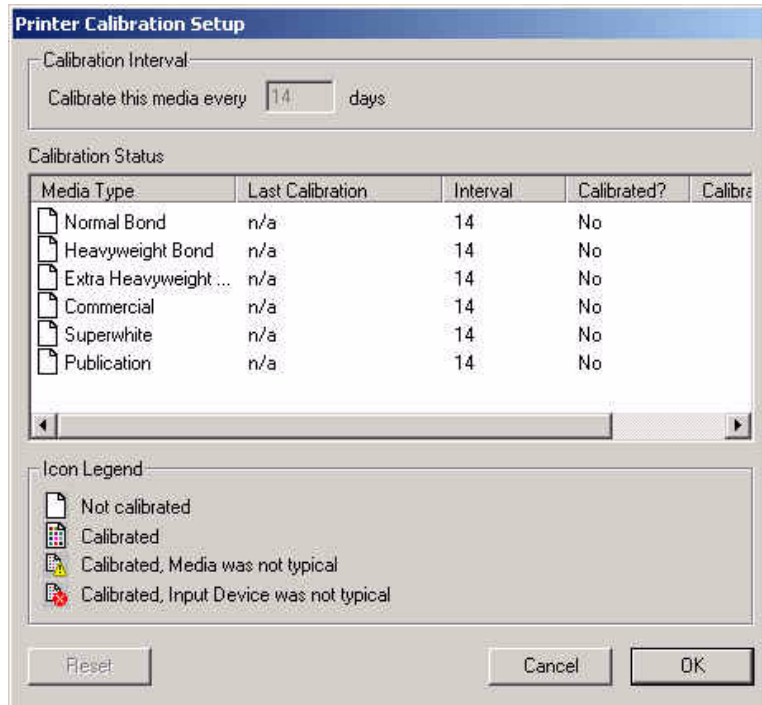 Printer Calibration Setup
Calibration Interval
Calibrate this media every 14 days
Calibration Status
Media Type Last Calibration Interval Calibrated? Calibra
Normal Bond n/a 14 No
Heavyweight Bond n/a 14 No
Extra Heavyweight ... n/a 14 No
Commercial n/a 14 No
Superwhite n/a 14 No
Publication n/a 14 No
Icon Legend
Not calibrated
Calibrated
Calibrated, Media was not typical
Calibrated, Input Device was not typical
Reset Cancel OK